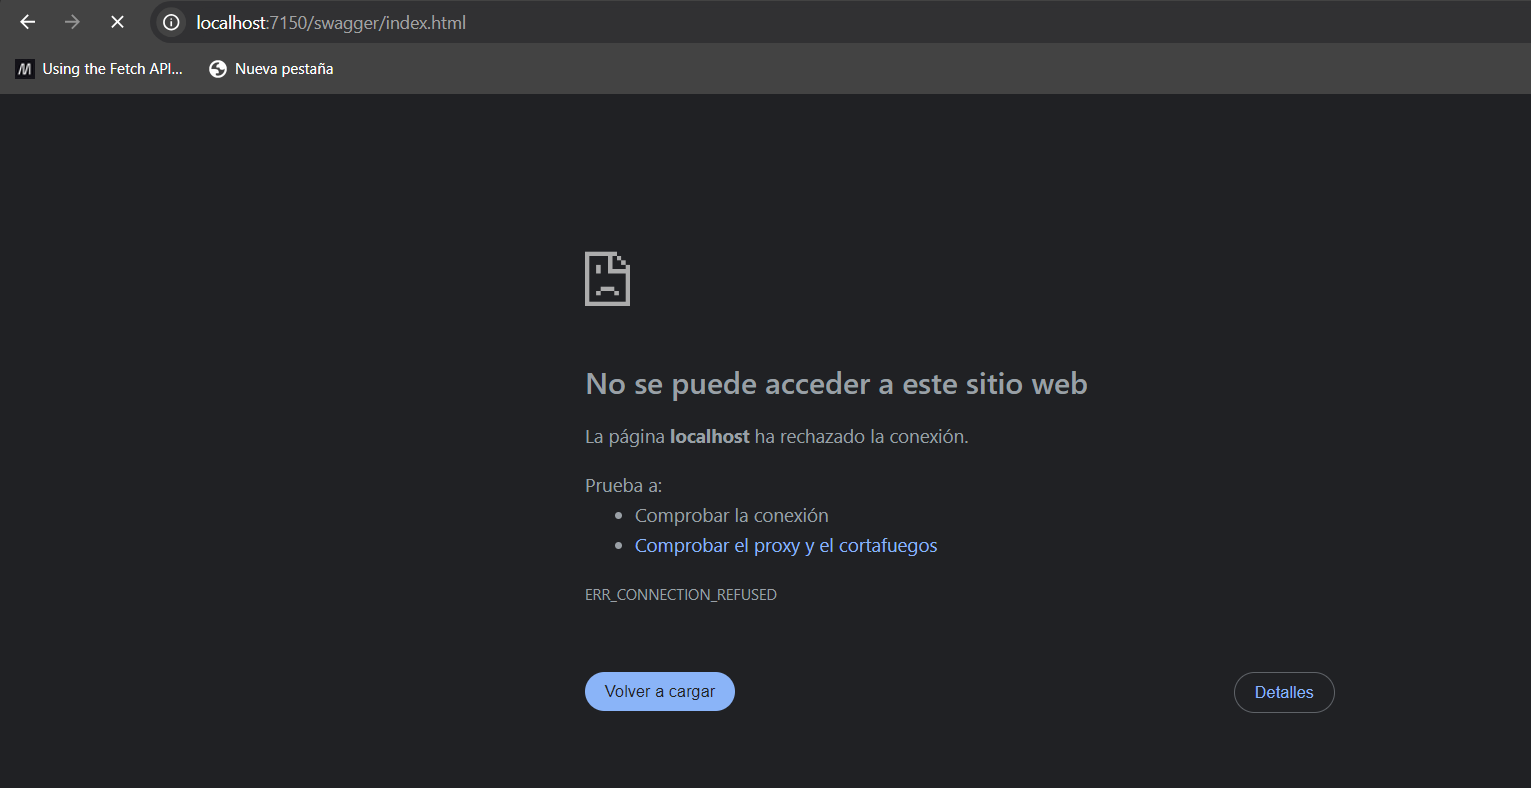 localhost:7150/swagger/index.html
M Using the Fetch API... Nueva pestaña
No se puede acceder a este sitio web
La página localhost ha rechazado la conexión.
Prueba a:
Comprobar la conexión
Comprobar el proxy y el cortafuegos
ERR_CONNECTION_REFUSED
Volver a cargar Detalles